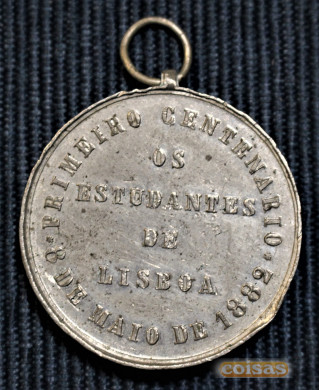 PRIMEIRO CENTENARIO
8 DE MAIO DE 1882
OS
ESTUDANTES
DE
LISBOA
coisas